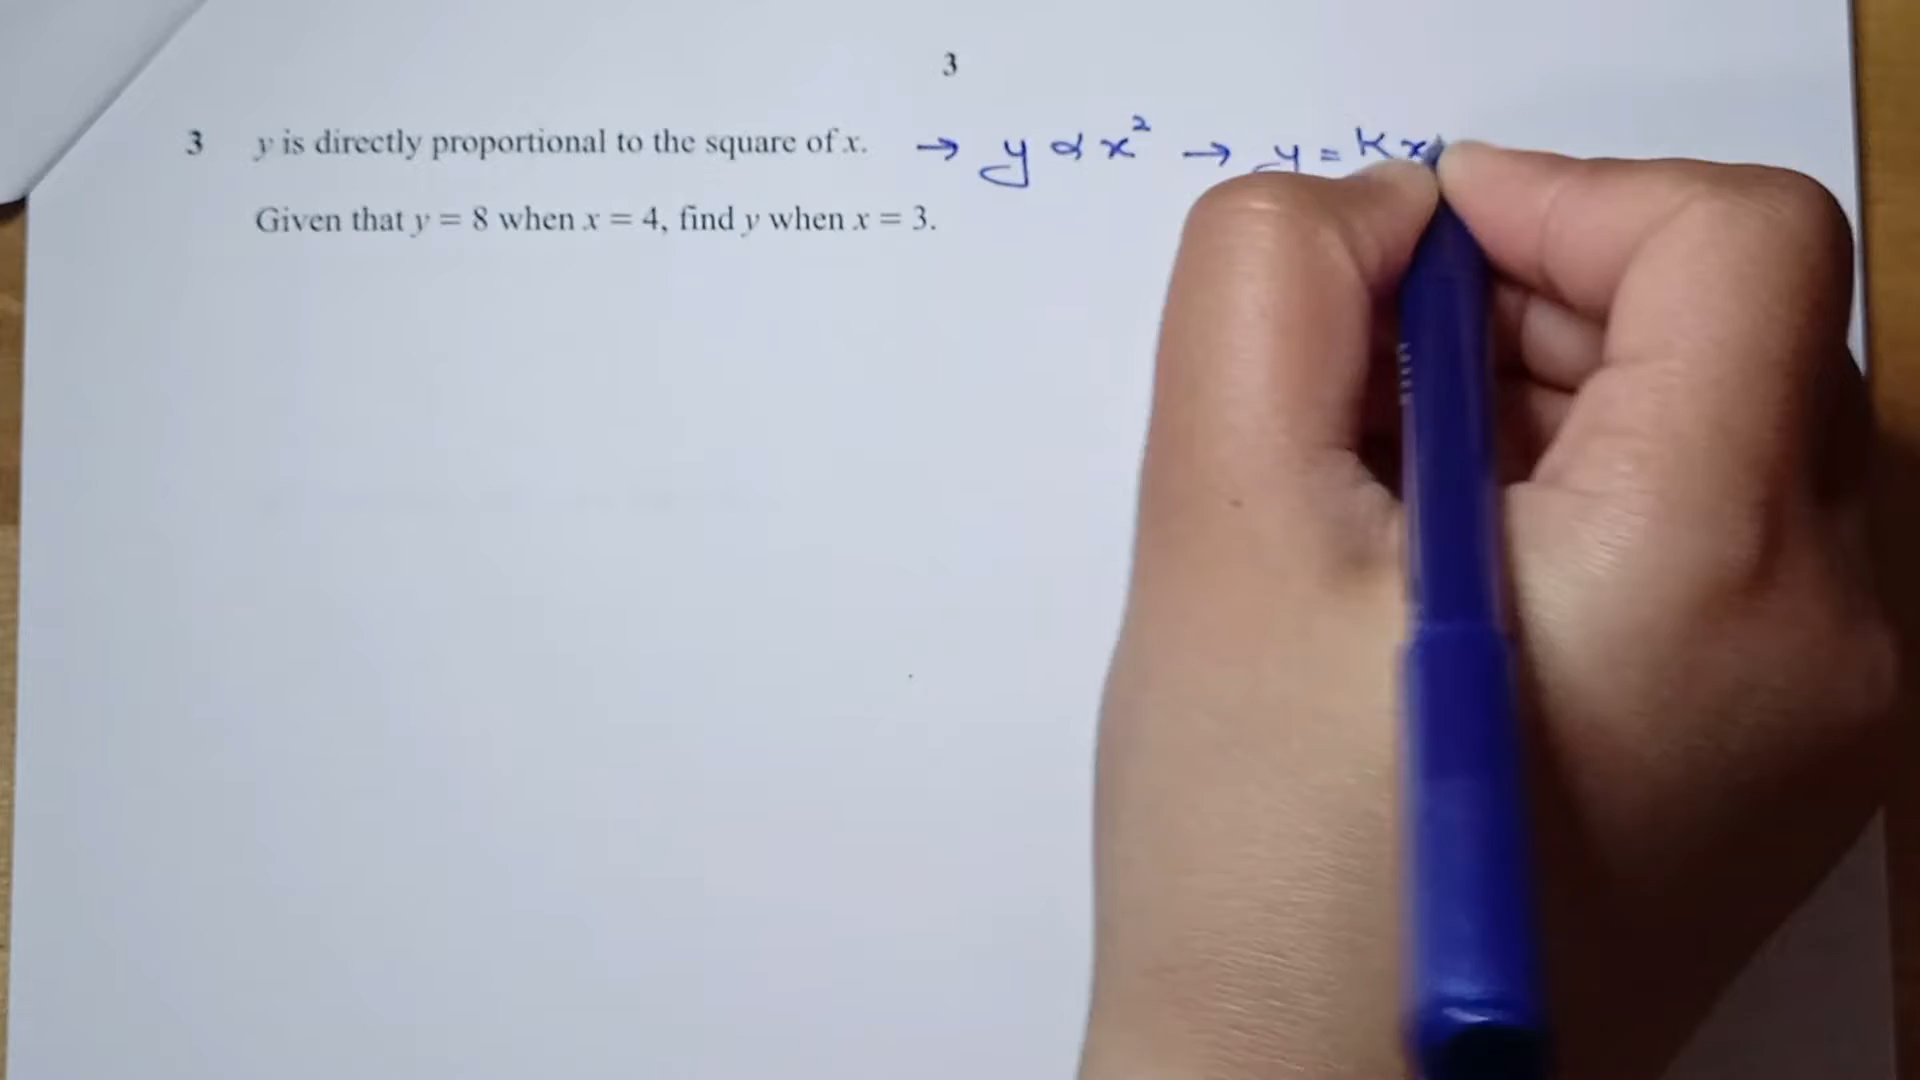 3
3 y is directly proportional to the square of x. → y ∝ x² → y = Kx
Given that y = 8 when x = 4, find y when x = 3.